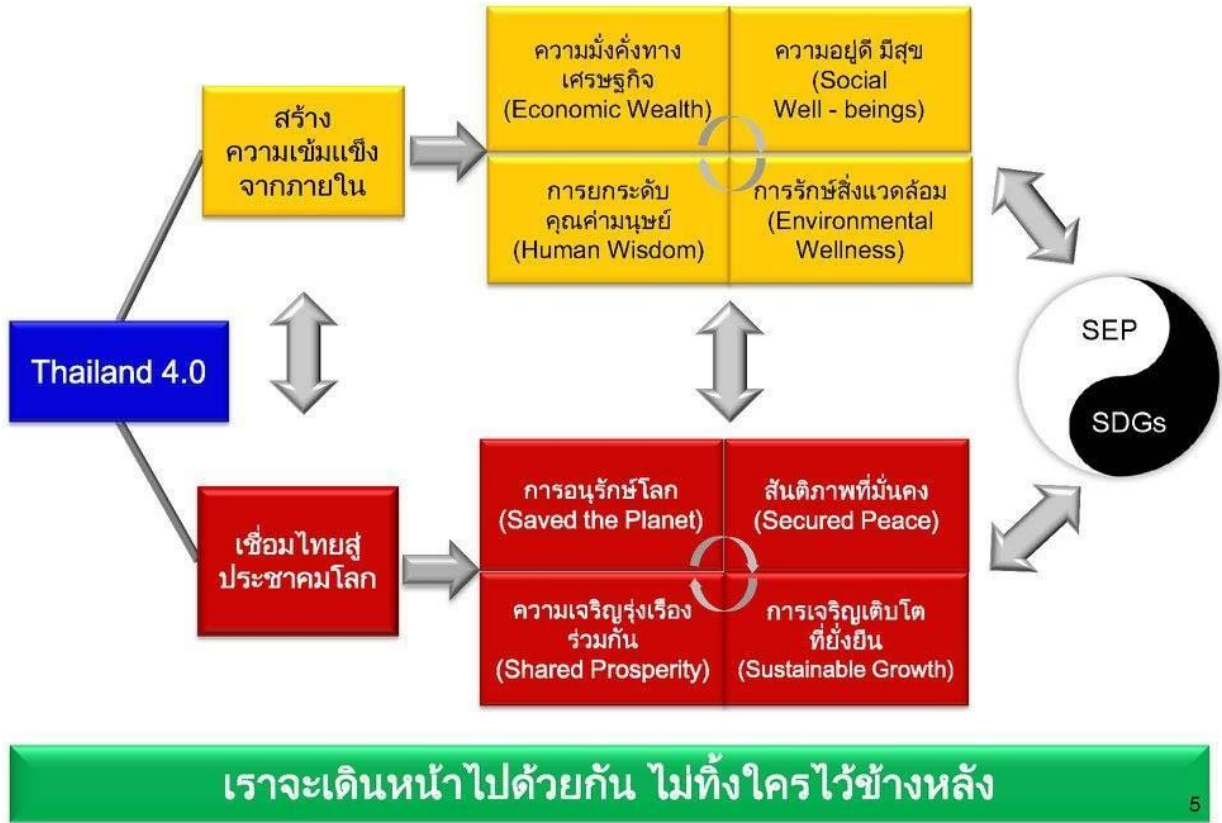 ความมั่งคั่งทาง
เศรษฐกิจ
(Economic Wealth)
ความอยู่ดี มีสุข
(Social
Well - beings)
สร้าง
ความเข้มแข็ง
จากภายใน
การยกระดับ
คุณค่ามนุษย์
(Human Wisdom)
การรักษ์สิ่งแวดล้อม
(Environmental
Wellness)
Thailand 4.0
SEP
SDGs
การอนุรักษ์โลก
(Saved the Planet)
สันติภาพที่มั่นคง
(Secured Peace)
เชื่อมไทยสู่
ประชาคมโลก
ความเจริญรุ่งเรือง
ร่วมกัน
(Shared Prosperity)
การเจริญเติบโต
ที่ยั่งยืน
(Sustainable Growth)
เราจะเดินหน้าไปด้วยกัน ไม่ทิ้งใครไว้ข้างหลัง
5